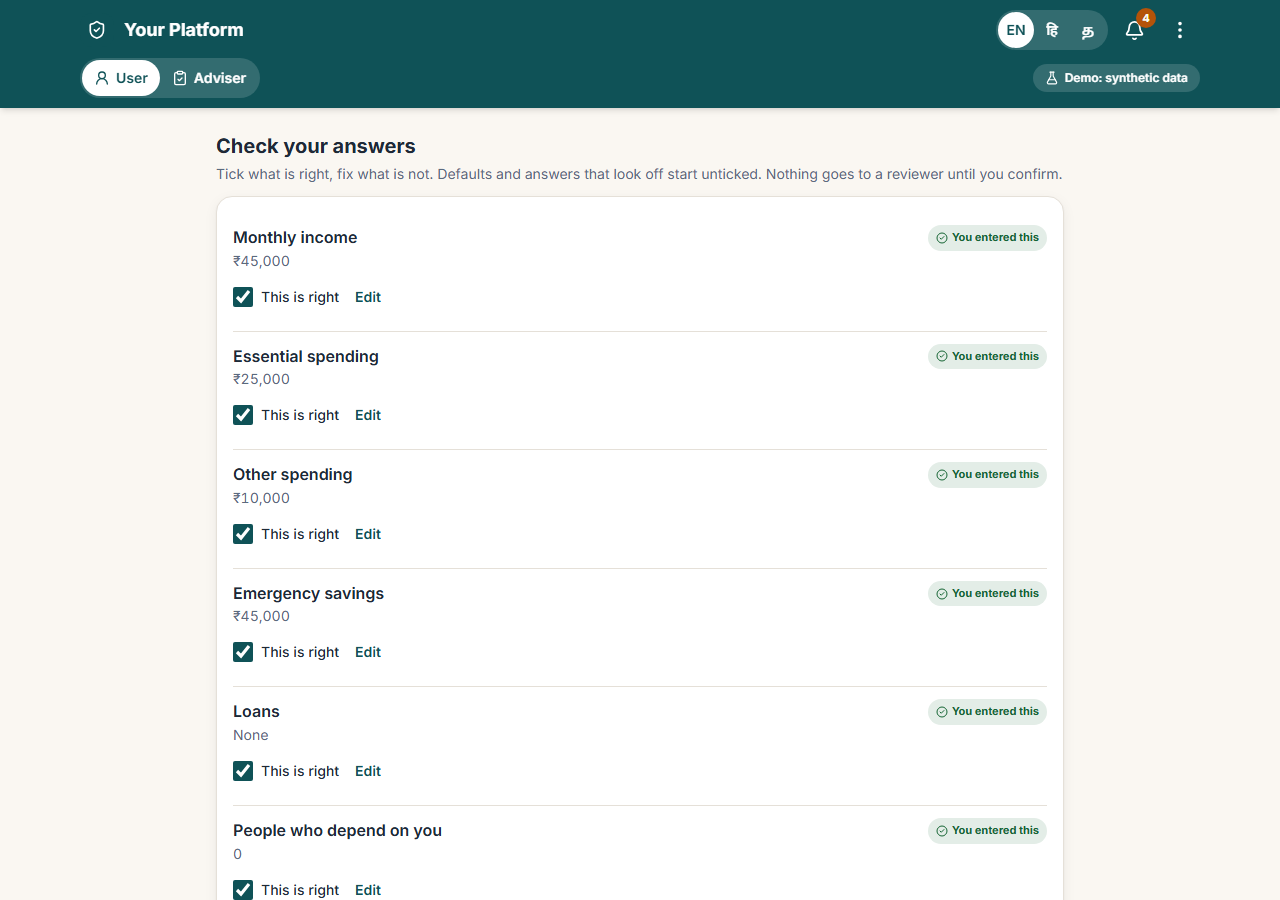 Your Platform
EN हि த
4
User Adviser
Demo: synthetic data
Check your answers
Tick what is right, fix what is not. Defaults and answers that look off start unticked. Nothing goes to a reviewer until you confirm.
Monthly income
You entered this
₹45,000
This is right Edit
Essential spending
You entered this
₹25,000
This is right Edit
Other spending
You entered this
₹10,000
This is right Edit
Emergency savings
You entered this
₹45,000
This is right Edit
Loans
You entered this
None
This is right Edit
People who depend on you
You entered this
0
This is right Edit